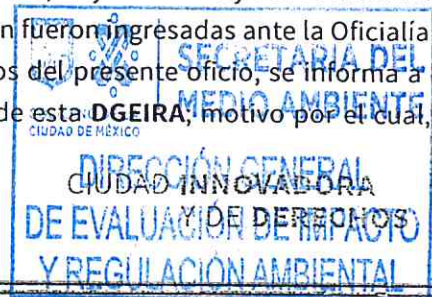 n fueron ingresadas ante la Oficialía
os del presente oficio, se informa a
de esta DGEIRA; motivo por el cual,
SECRETARÍA DEL
MEDIO AMBIENTE
CIUDAD DE MÉXICO
DIRECCIÓN GENERAL
DE EVALUACIÓN DE IMPACTO
Y REGULACIÓN AMBIENTAL
CIUDAD INNOVADORA
Y DE DERECHOS